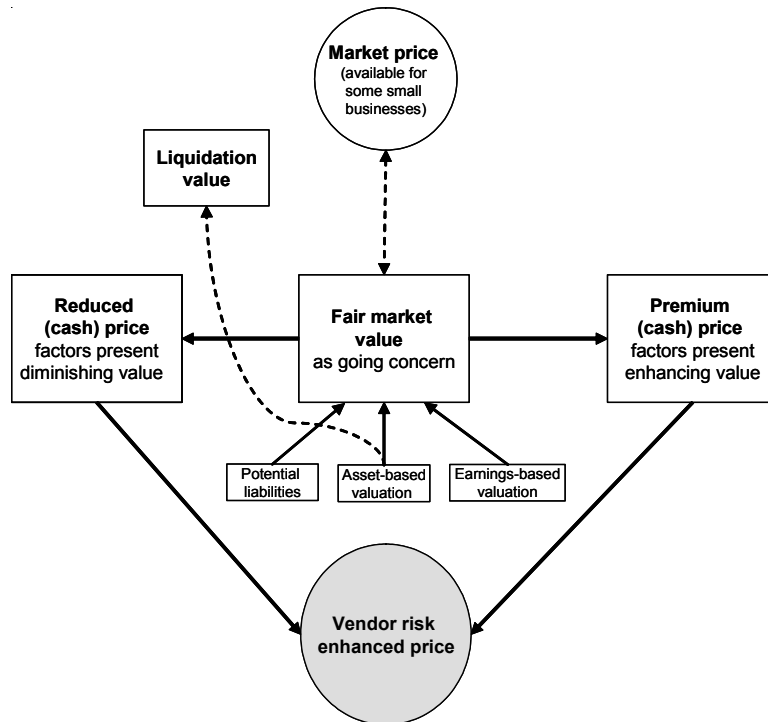 Market price
(available for
some small
businesses)
Liquidation
value
Reduced
(cash) price
factors present
diminishing value
Fair market
value
as going concern
Premium
(cash) price
factors present
enhancing value
Potential
liabilities
Asset-based
valuation
Earnings-based
valuation
Vendor risk
enhanced price